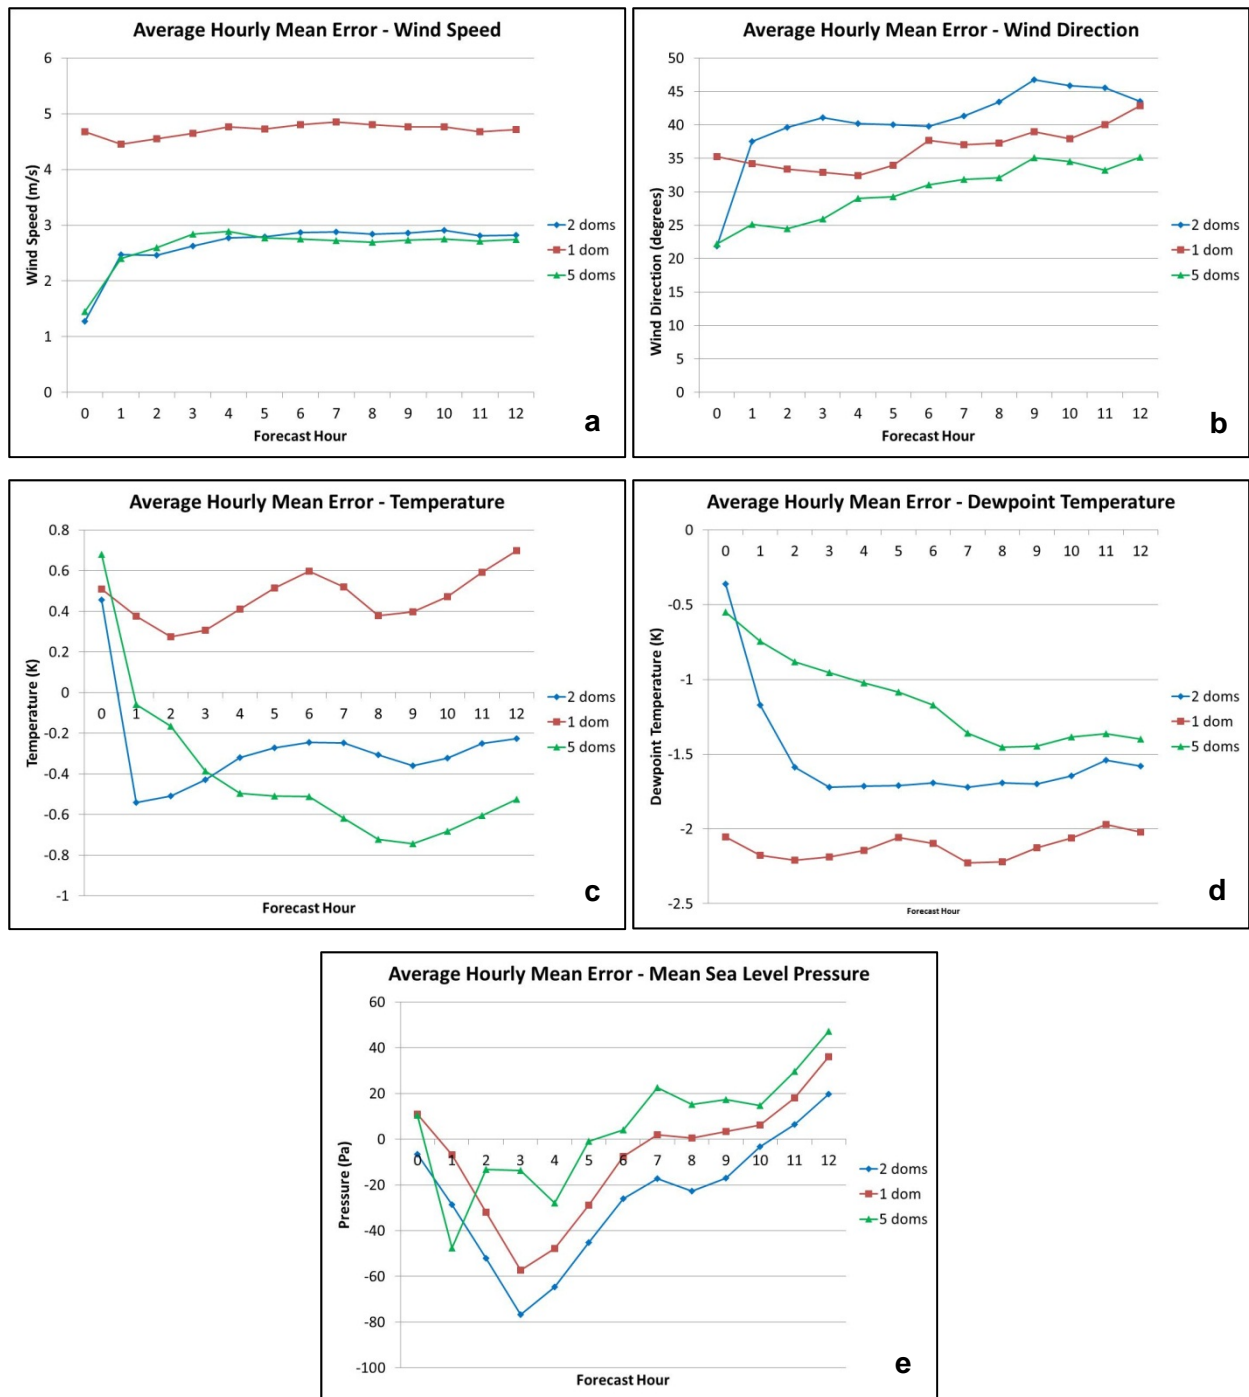 Average Hourly Mean Error - Wind Speed
6
5
4
3
2
1
0
Wind Speed (m/s)
0 1 2 3 4 5 6 7 8 9 10 11 12
Forecast Hour
2 doms
1 dom
5 doms
a
Average Hourly Mean Error - Wind Direction
50
45
40
35
30
25
20
15
10
5
0
Wind Direction (degrees)
0 1 2 3 4 5 6 7 8 9 10 11 12
Forecast Hour
2 doms
1 dom
5 doms
b
Average Hourly Mean Error - Temperature
0.8
0.6
0.4
0.2
0
-0.2
-0.4
-0.6
-0.8
-1
Temperature (K)
0 1 2 3 4 5 6 7 8 9 10 11 12
Forecast Hour
2 doms
1 dom
5 doms
c
Average Hourly Mean Error - Dewpoint Temperature
0
-0.5
-1
-1.5
-2
-2.5
Dewpoint Temperature (K)
0 1 2 3 4 5 6 7 8 9 10 11 12
Forecast Hour
2 doms
1 dom
5 doms
d
Average Hourly Mean Error - Mean Sea Level Pressure
60
40
20
0
-20
-40
-60
-80
-100
Pressure (Pa)
0 1 2 3 4 5 6 7 8 9 10 11 12
Forecast Hour
2 doms
1 dom
5 doms
e